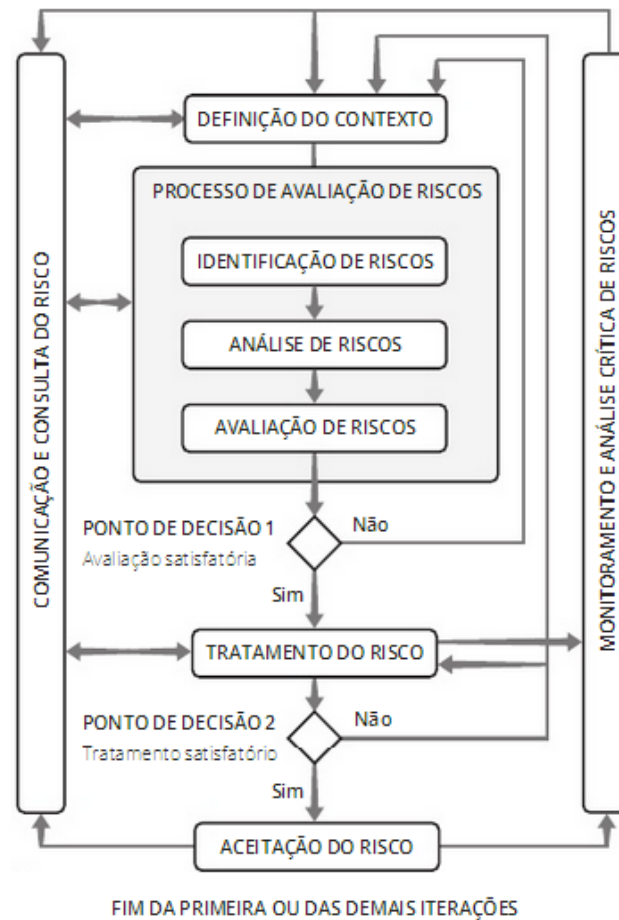 DEFINIÇÃO DO CONTEXTO
PROCESSO DE AVALIAÇÃO DE RISCOS
IDENTIFICAÇÃO DE RISCOS
ANÁLISE DE RISCOS
AVALIAÇÃO DE RISCOS
PONTO DE DECISÃO 1
Avaliação satisfatória
Não
Sim
TRATAMENTO DO RISCO
PONTO DE DECISÃO 2
Tratamento satisfatório
Não
Sim
ACEITAÇÃO DO RISCO
COMUNICAÇÃO E CONSULTA DO RISCO
MONITORAMENTO E ANÁLISE CRÍTICA DE RISCOS
FIM DA PRIMEIRA OU DAS DEMAIS ITERAÇÕES